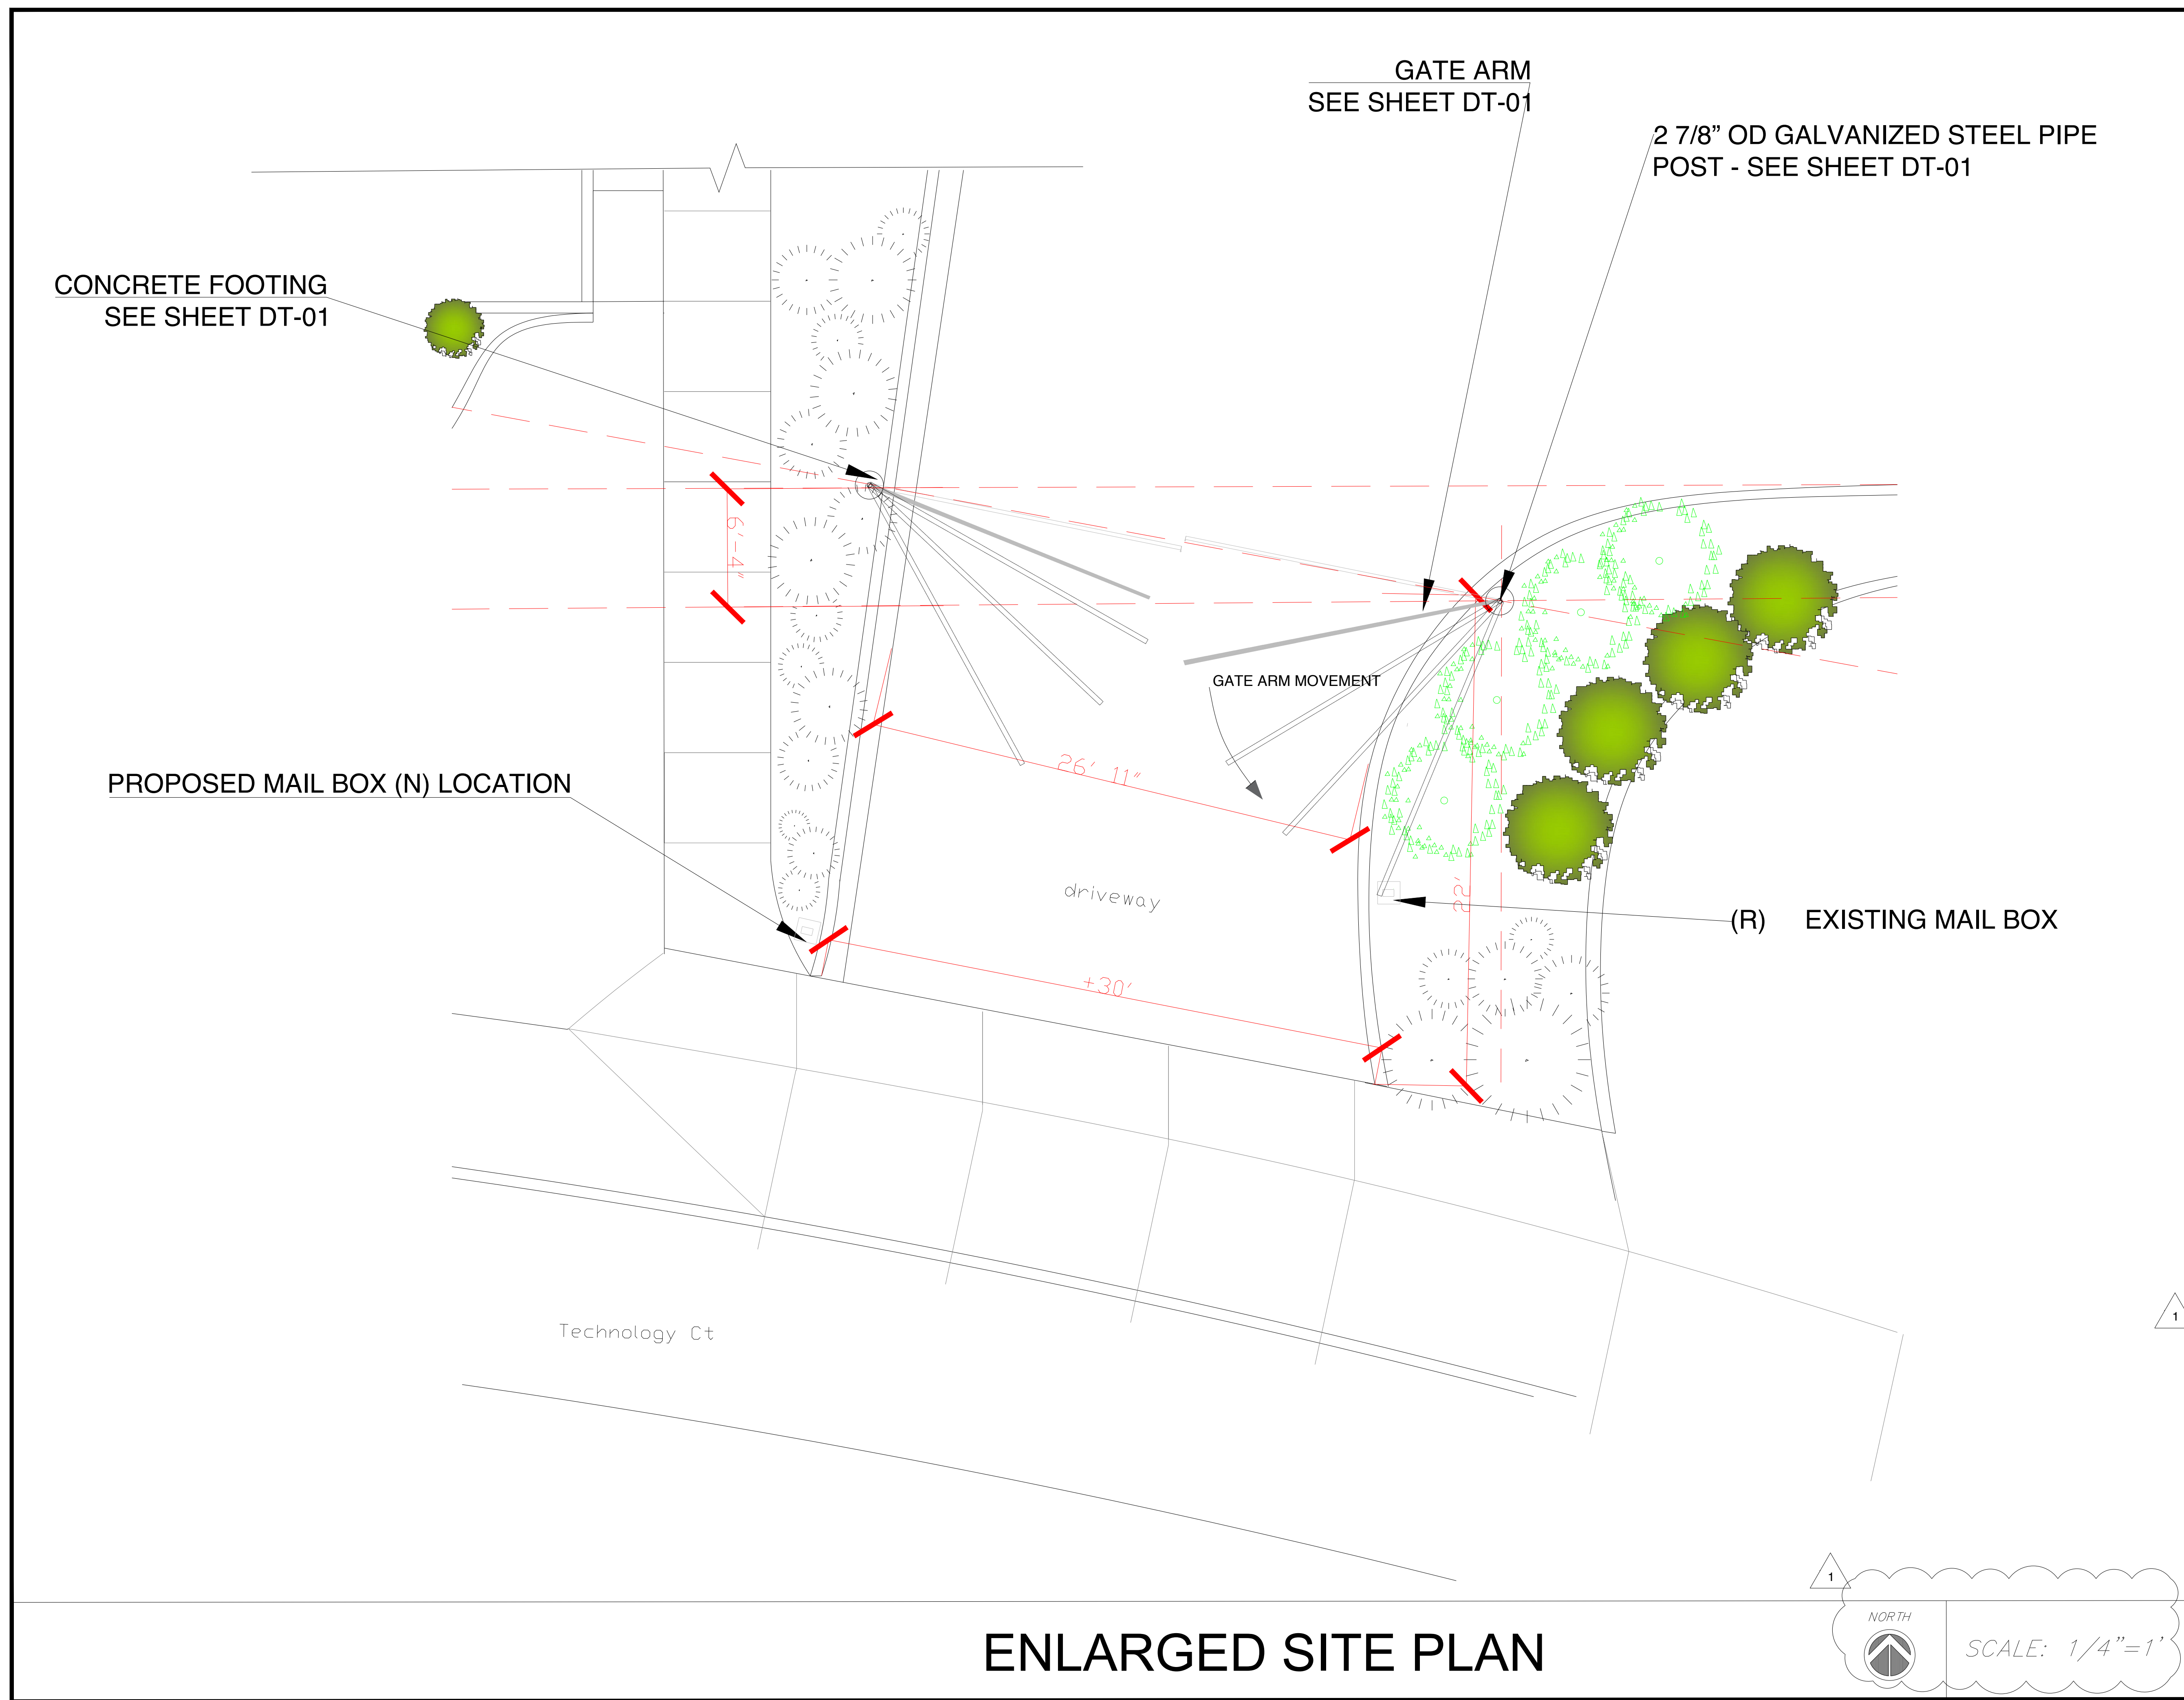 GATE ARM
SEE SHEET DT-01
2 7/8” OD GALVANIZED STEEL PIPE
POST - SEE SHEET DT-01
CONCRETE FOOTING
SEE SHEET DT-01
6'-4"
GATE ARM MOVEMENT
26' 11"
PROPOSED MAIL BOX (N) LOCATION
driveway
22'
(R) EXISTING MAIL BOX
+30'
Technology Ct
1
1
NORTH
ENLARGED SITE PLAN
SCALE: 1/4"=1'